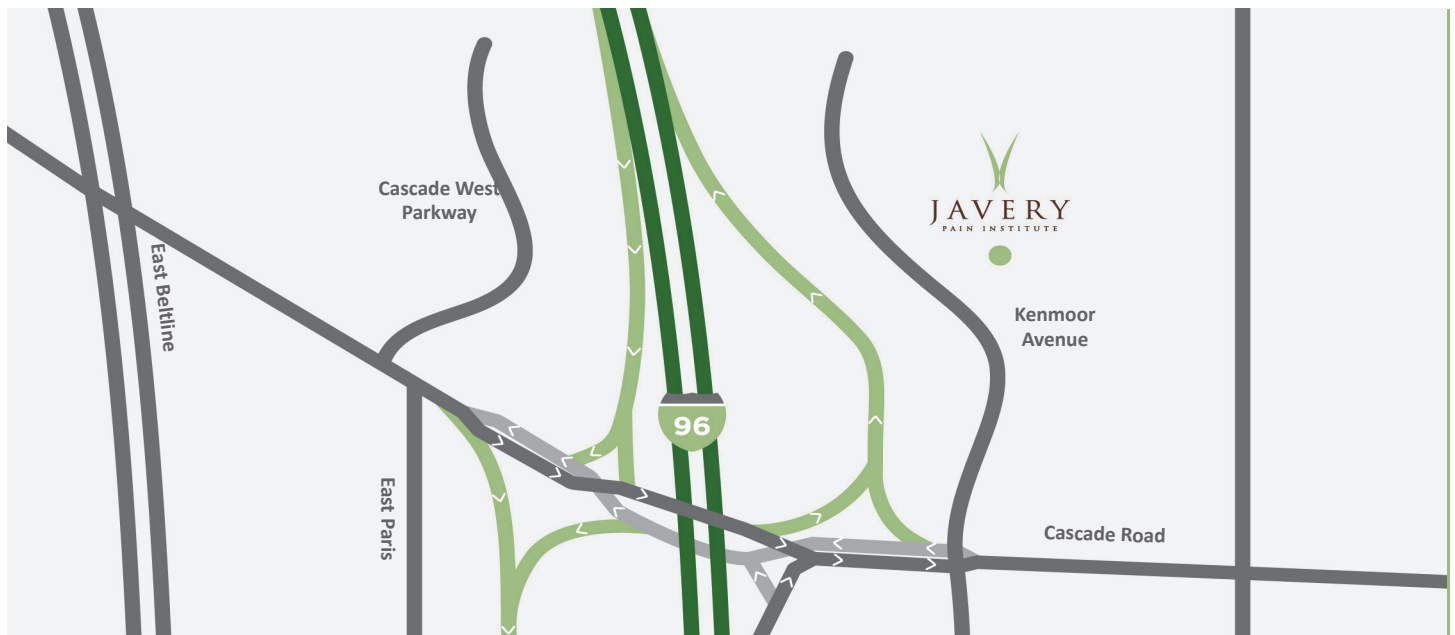 Cascade West
Parkway
East Beltline
JAVERY
PAIN INSTITUTE
Kenmoor
Avenue
96
East Paris
Cascade Road